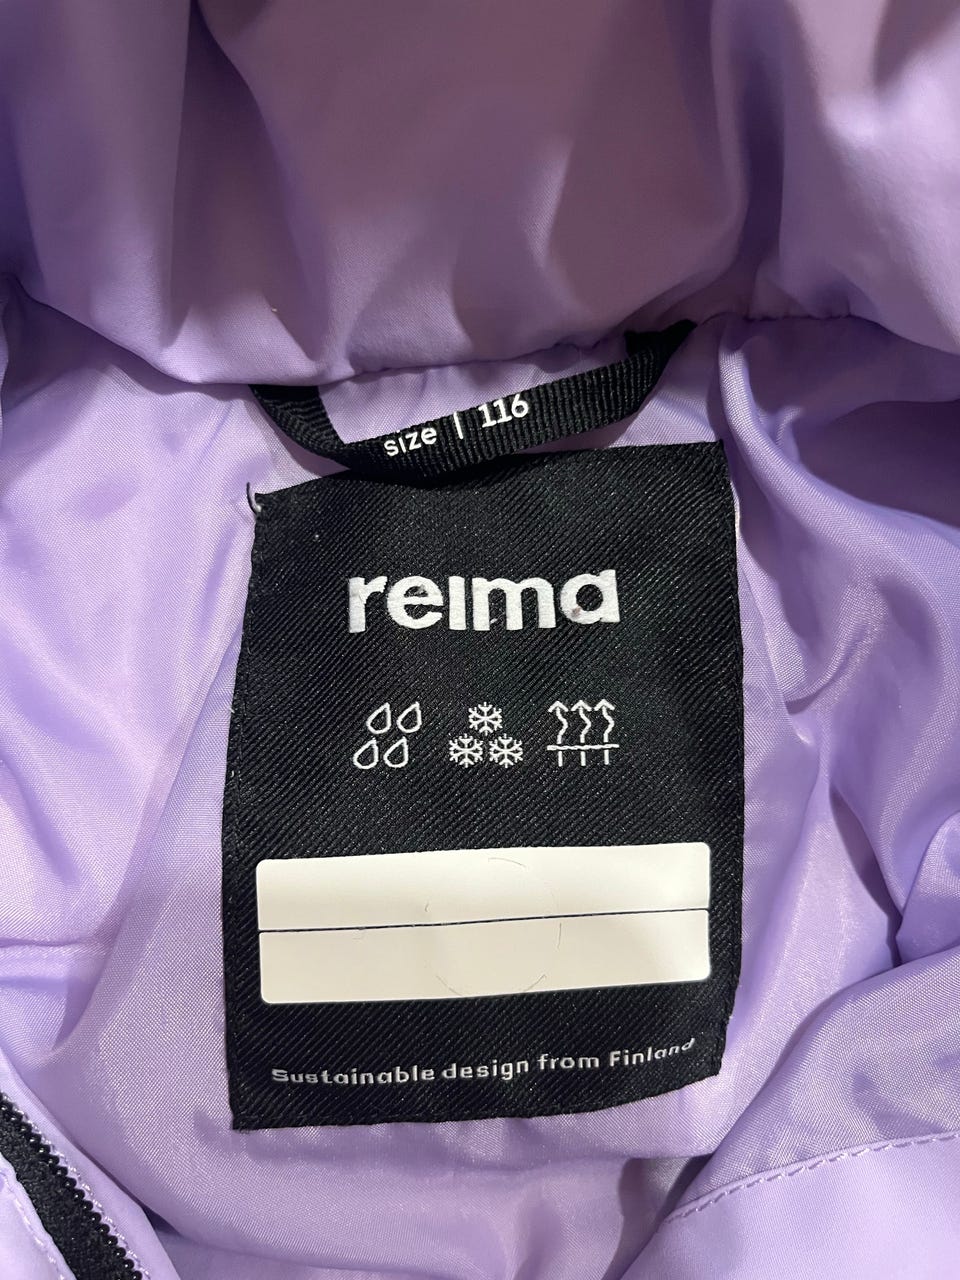 size | 116
reima
Sustainable design from Finland